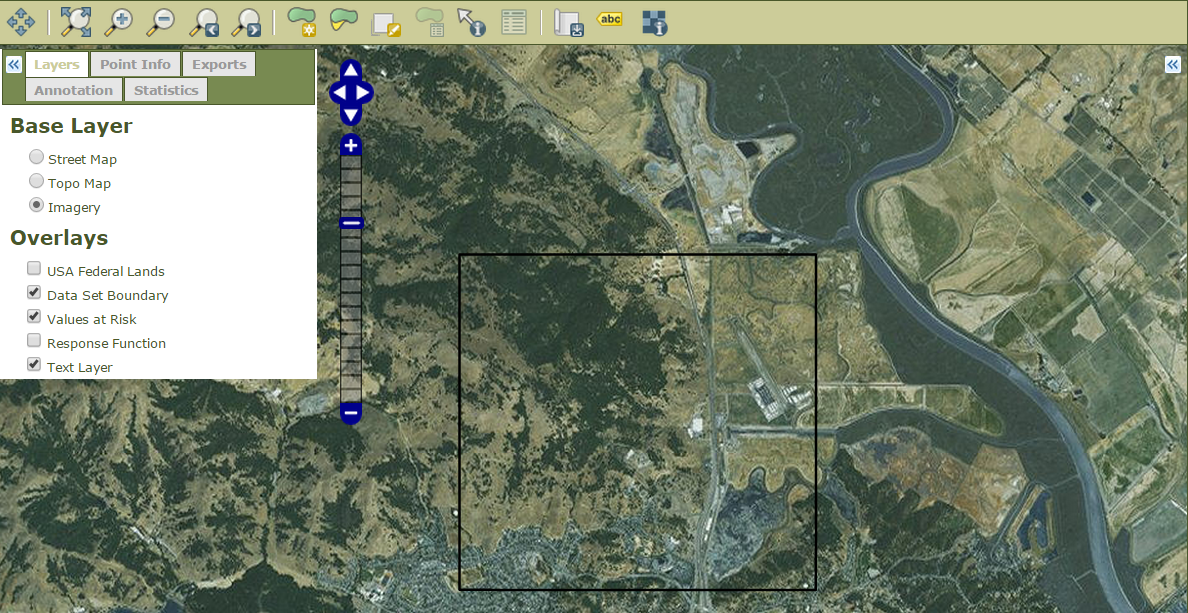 abc
Layers Point Info Exports
Annotation Statistics
Base Layer
Street Map
Topo Map
Imagery
Overlays
USA Federal Lands
Data Set Boundary
Values at Risk
Response Function
Text Layer